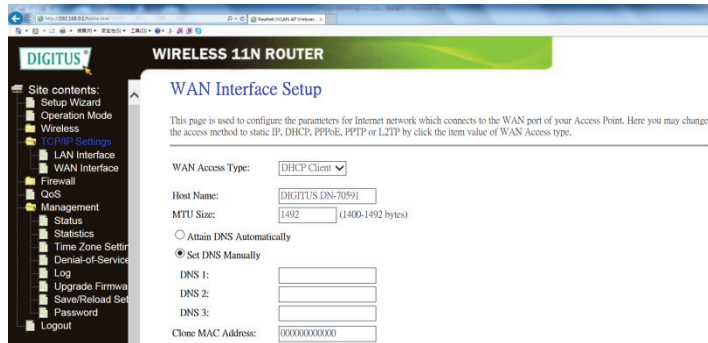 http://192.168.0.1/home.htm
Realtek WLAN AP Webser...
DIGITUS
WIRELESS 11N ROUTER
Site contents:
Setup Wizard
Operation Mode
Wireless
TCP/IP Settings
LAN Interface
WAN Interface
Firewall
QoS
Management
Status
Statistics
Time Zone Settin
Denial-of-Service
Log
Upgrade Firmwa
Save/Reload Set
Password
Logout
WAN Interface Setup
This page is used to configure the parameters for Internet network which connects to the WAN port of your Access Point. Here you may change
the access method to static IP, DHCP, PPPoE, PPTP or L2TP by click the item value of WAN Access type.
WAN Access Type: DHCP Client
Host Name: DIGITUS DN-70591
MTU Size: 1492 (1400-1492 bytes)
Attain DNS Automatically
Set DNS Manually
DNS 1:
DNS 2:
DNS 3:
Clone MAC Address: 000000000000